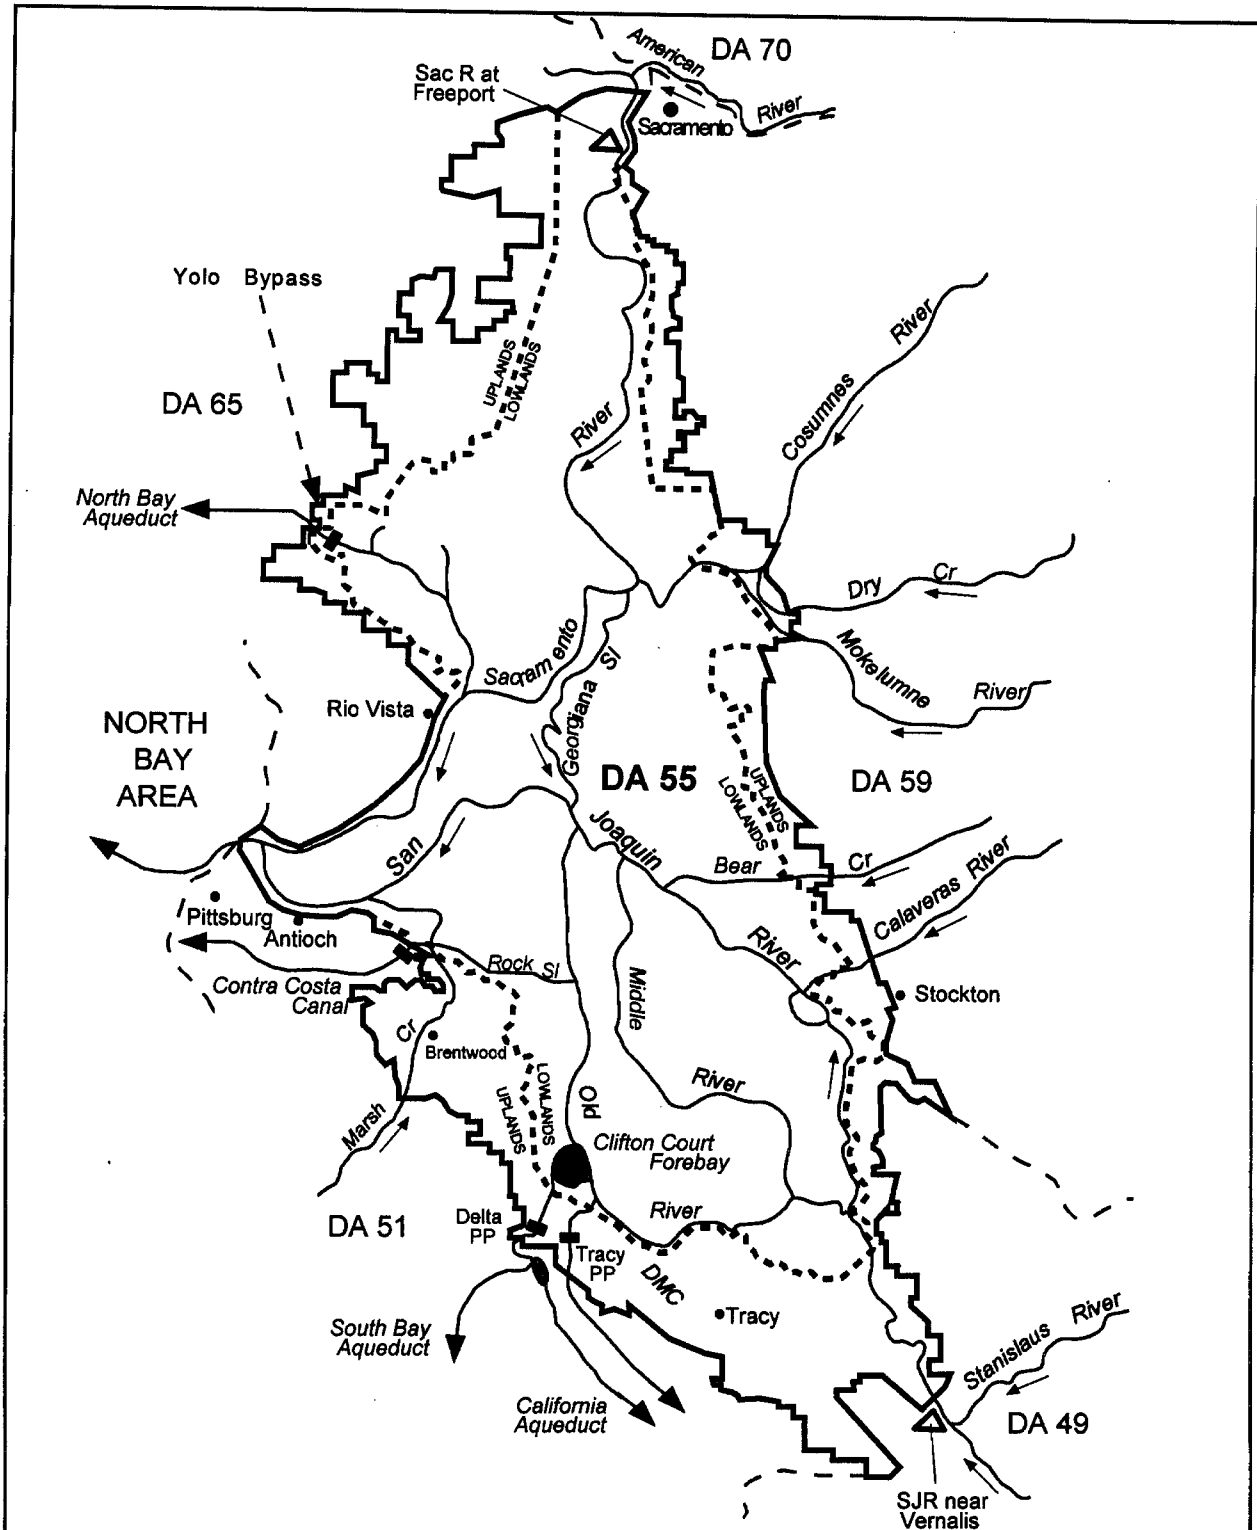 American
River
DA 70
Sac R at
Freeport
Sacramento
Yolo Bypass
UPLANDS
LOWLANDS
River
Cosumnes
River
DA 65
North Bay
Aqueduct
Dry
Cr
Mokelumne
River
Sacramento
Georgiana
Sl
Rio Vista
NORTH
BAY
AREA
DA 55
UPLANDS
LOWLANDS
DA 59
San
Joaquin
River
Bear
Cr
Calaveras River
Pittsburg
Antioch
Contra Costa
Canal
Rock Sl
Middle
River
Stockton
Cr
Marsh
Brentwood
LOWLANDS
UPLANDS
Old
River
Clifton Court
Forebay
DA 51
Delta
PP
Tracy
PP
DMC
Tracy
South Bay
Aqueduct
California
Aqueduct
Stanislaus
River
DA 49
SJR near
Vernalis